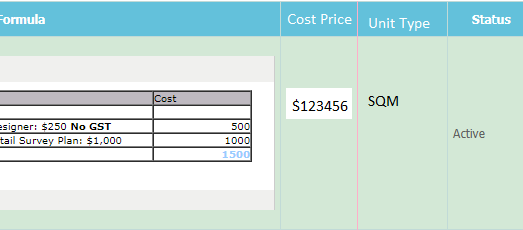 Formula Cost Price Unit Type Status
Cost
$123456 SQM
esigner: $250 No GST 500
Active
tail Survey Plan: $1,000 1000
1500